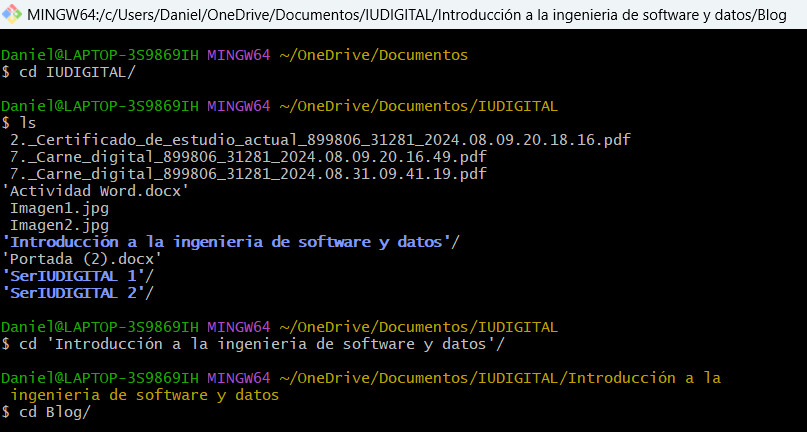 MINGW64:/c/Users/Daniel/OneDrive/Documentos/IUDIGITAL/Introducción a la ingenieria de software y datos/Blog
Daniel@LAPTOP-3S9869IH MINGW64 ~/OneDrive/Documentos
$ cd IUDIGITAL/
Daniel@LAPTOP-3S9869IH MINGW64 ~/OneDrive/Documentos/IUDIGITAL
$ ls
2._Certificado_de_estudio_actual_899806_31281_2024.08.09.20.18.16.pdf
7._Carne_digital_899806_31281_2024.08.09.20.16.49.pdf
7._Carne_digital_899806_31281_2024.08.31.09.41.19.pdf
'Actividad Word.docx'
Imagen1.jpg
Imagen2.jpg
'Introducción a la ingenieria de software y datos'/
'Portada (2).docx'
'SerIUDIGITAL 1'/
'SerIUDIGITAL 2'/
Daniel@LAPTOP-3S9869IH MINGW64 ~/OneDrive/Documentos/IUDIGITAL
$ cd 'Introducción a la ingenieria de software y datos'/
Daniel@LAPTOP-3S9869IH MINGW64 ~/OneDrive/Documentos/IUDIGITAL/Introducción a la
ingenieria de software y datos
$ cd Blog/